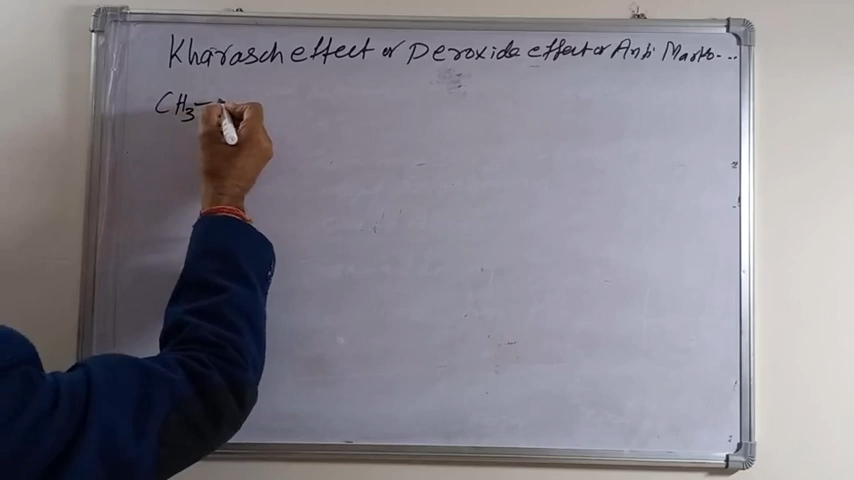 Kharasch effect or Peroxide effect or Anti Marko---
CH3-